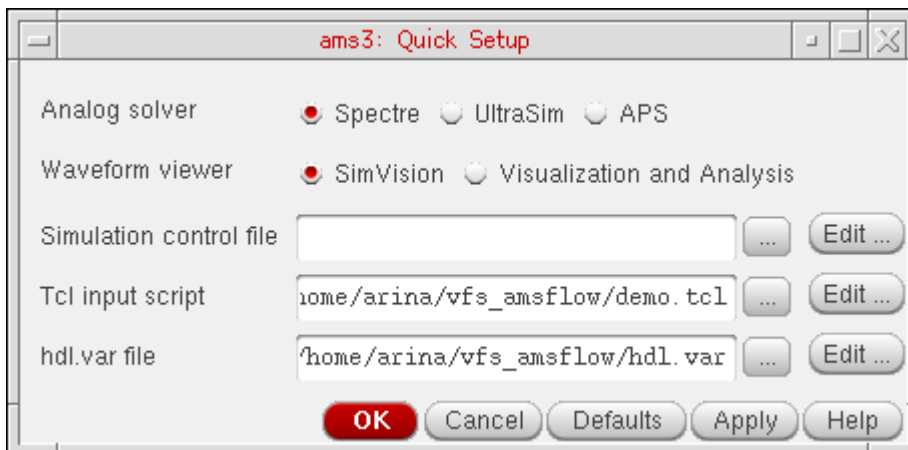 ams3: Quick Setup
Analog solver Spectre UltraSim APS
Waveform viewer SimVision Visualization and Analysis
Simulation control file ... Edit ...
Tcl input script home/arina/vfs_amsflow/demo.tcl ... Edit ...
hdl.var file /home/arina/vfs_amsflow/hdl.var ... Edit ...
OK Cancel Defaults Apply Help